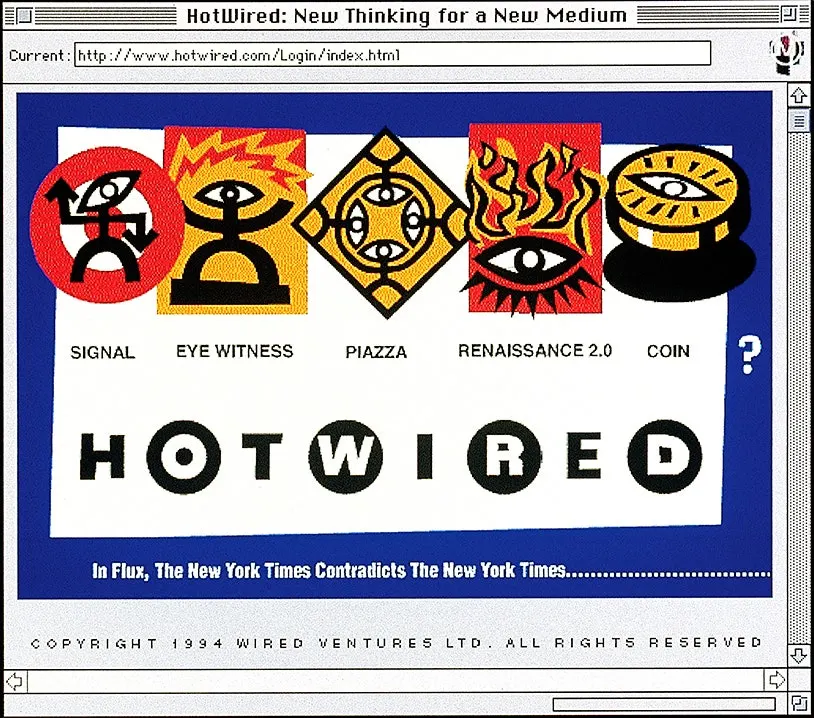 HotWired: New Thinking for a New Medium
Current: http://www.hotwired.com/Login/index.html
SIGNAL EYE WITNESS PIAZZA RENAISSANCE 2.0 COIN ?
HOTWIRED
In Flux, The New York Times Contradicts The New York Times........................................
COPYRIGHT 1994 WIRED VENTURES LTD. ALL RIGHTS RESERVED